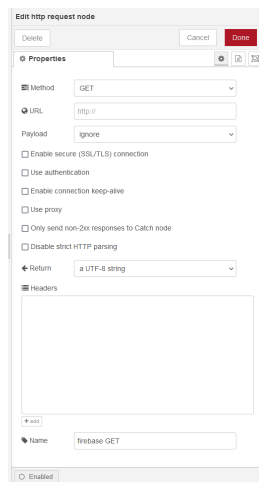 Edit http request node
Delete
Cancel
Done
Properties
Method
GET
URL
http://
Payload
Ignore
Enable secure (SSL/TLS) connection
Use authentication
Enable connection keep-alive
Use proxy
Only send non-2xx responses to Catch node
Disable strict HTTP parsing
Return
a UTF-8 string
Headers
add
Name
firebase GET
Enabled